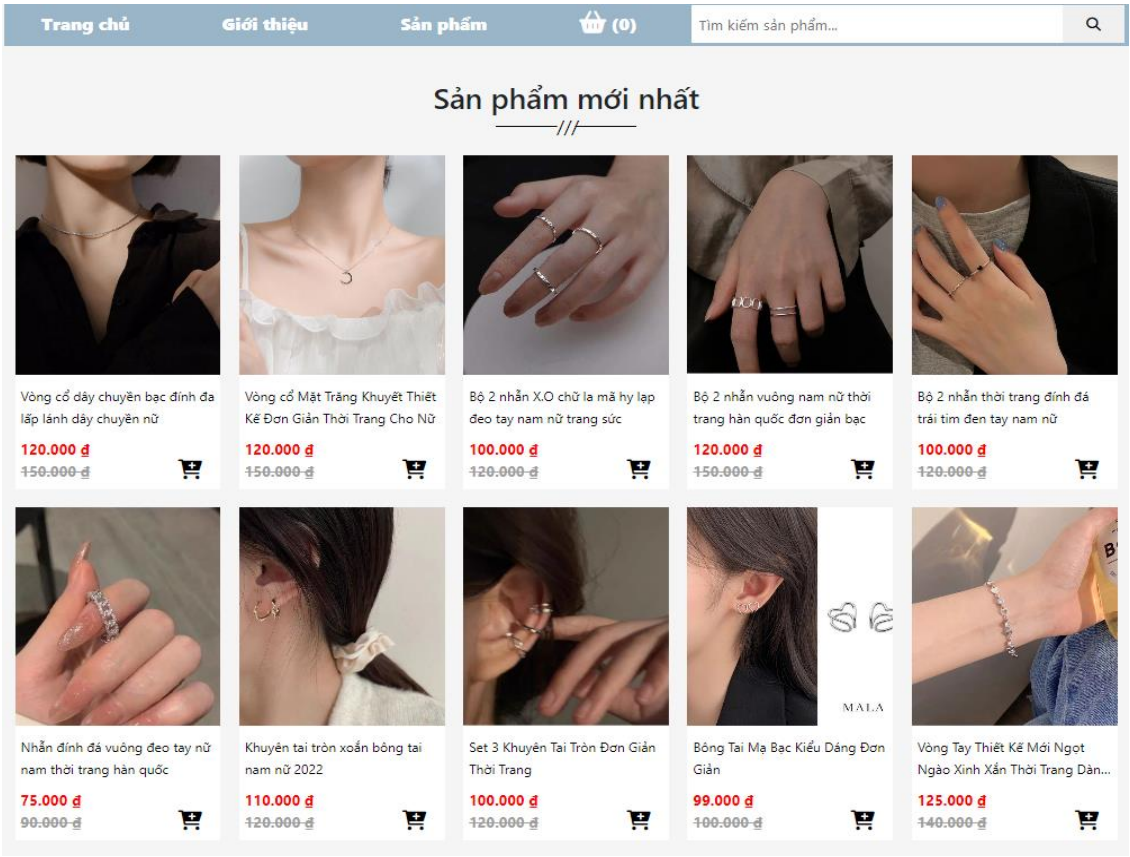 Trang chủ
Giới thiệu
Sản phẩm
(0)
Tìm kiếm sản phẩm...
Sản phẩm mới nhất
Vòng cổ dây chuyền bạc đính đa
lấp lánh dây chuyền nữ
120.000 ₫
150.000 ₫
Vòng cổ Mặt Trăng Khuyết Thiết
Kế Đơn Giản Thời Trang Cho Nữ
120.000 ₫
150.000 ₫
Bộ 2 nhẫn X.O chữ la mã hy lạp
đeo tay nam nữ trang sức
100.000 ₫
120.000 ₫
Bộ 2 nhẫn vuông nam nữ thời
trang hàn quốc đơn giản bạc
120.000 ₫
150.000 ₫
Bộ 2 nhẫn thời trang đính đá
trái tim đen tay nam nữ
100.000 ₫
120.000 ₫
Nhẫn đính đá vuông đeo tay nữ
nam thời trang hàn quốc
75.000 ₫
90.000 ₫
Khuyên tai tròn xoắn bông tai
nam nữ 2022
110.000 ₫
120.000 ₫
Set 3 Khuyên Tai Tròn Đơn Giản
Thời Trang
100.000 ₫
120.000 ₫
MALA
Bông Tai Mạ Bạc Kiểu Dáng Đơn
Giản
99.000 ₫
100.000 ₫
Vòng Tay Thiết Kế Mới Ngọt
Ngào Xinh Xắn Thời Trang Dàn...
125.000 ₫
140.000 ₫